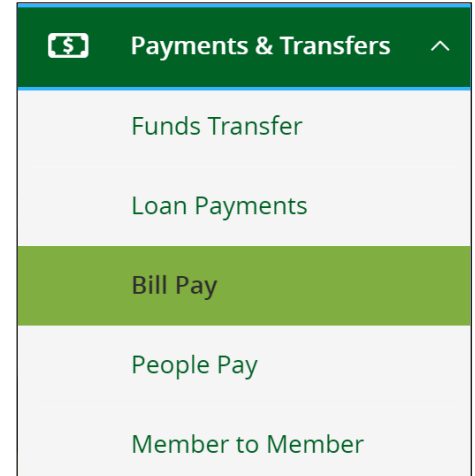 Payments & Transfers
Funds Transfer
Loan Payments
Bill Pay
People Pay
Member to Member